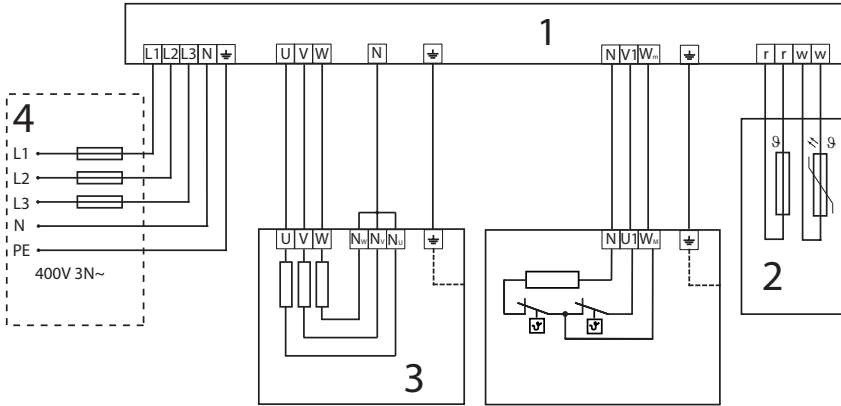 1
L1 L2 L3 N ⏚ U V W N ⏚ N V1 Wm ⏚ r r w w
4
L1
L2
L3
N
PE
400V 3N~
U V W NW NV NU ⏚ N U1 WM ⏚
ϑ ϑ
ϑ ϑ
2
3